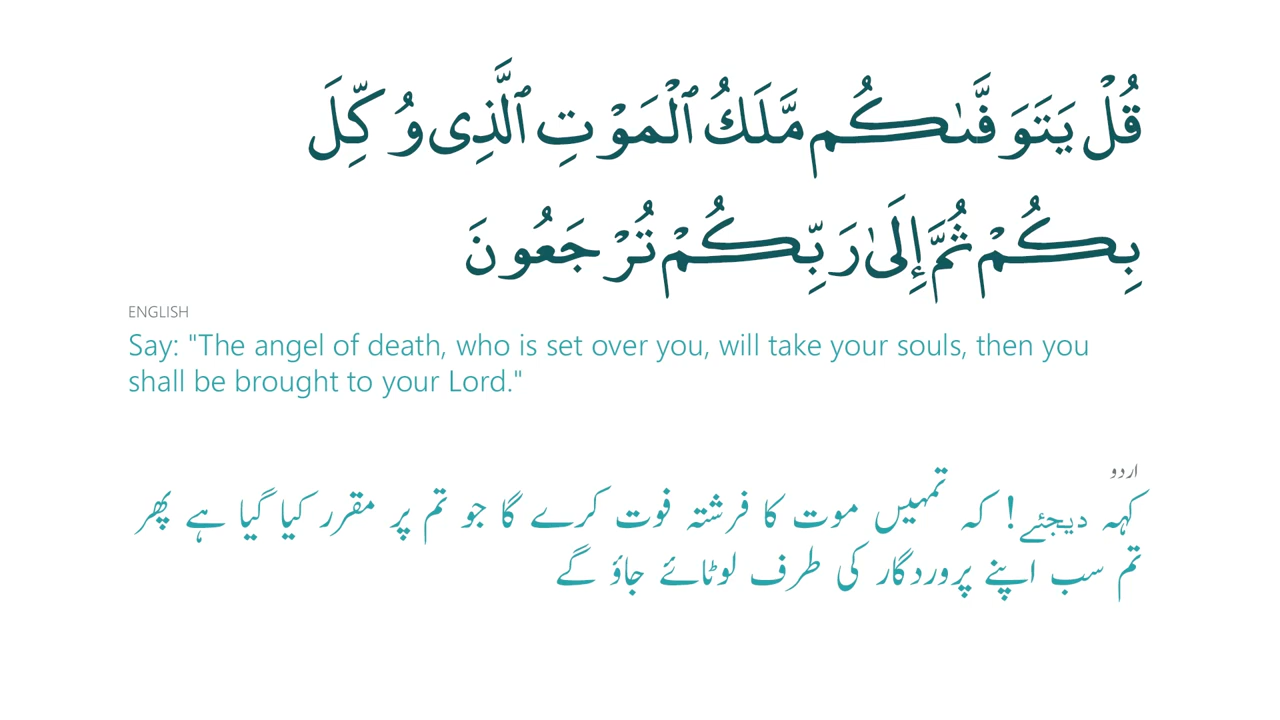 قُلْ يَتَوَفَّىٰكُم مَّلَكُ ٱلْمَوْتِ ٱلَّذِى وُكِّلَ
بِكُمْ ثُمَّ إِلَىٰ رَبِّكُمْ تُرْجَعُونَ
ENGLISH
Say: "The angel of death, who is set over you, will take your souls, then you
shall be brought to your Lord."
اردو
کہہ دیجئے! کہ تمہیں موت کا فرشتہ فوت کرے گا جو تم پر مقرر کیا گیا ہے پھر
تم سب اپنے پروردگار کی طرف لوٹائے جاؤ گے